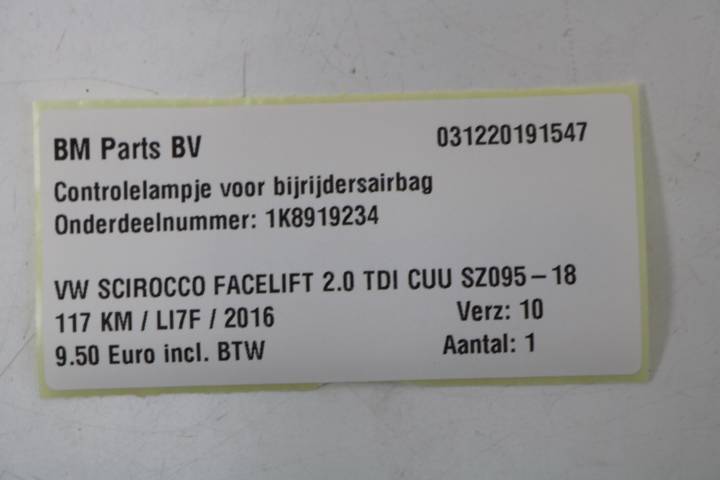 BM Parts BV 031220191547
Controlelampje voor bijrijdersairbag
Onderdeelnummer: 1K8919234
VW SCIROCCO FACELIFT 2.0 TDI CUU SZ095-18
117 KM / LI7F / 2016 Verz: 10
9.50 Euro incl. BTW Aantal: 1